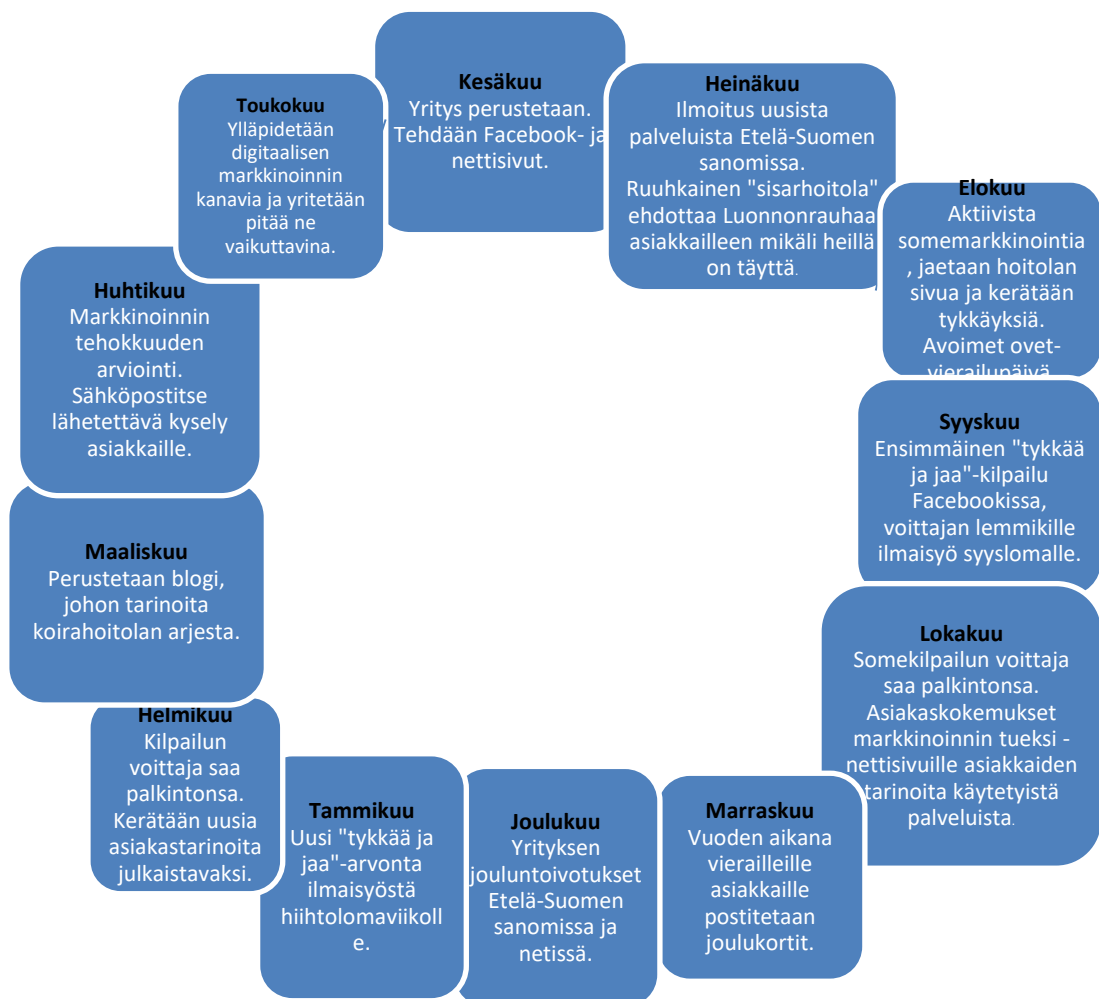 Kesäkuu
Yritys perustetaan.
Tehdään Facebook- ja
nettisivut.
Heinäkuu
Ilmoitus uusista
palveluista Etelä-Suomen
sanomissa.
Ruuhkainen "sisarhoitola"
ehdottaa Luonnonrauhaa
asiakkailleen mikäli heillä
on täyttä.
Elokuu
Aktiivista
somemarkkinointia
, jaetaan hoitolan
sivua ja kerätään
tykkäyksiä.
Avoimet ovet-
vierailupäivä.
Syyskuu
Ensimmäinen "tykkää
ja jaa"-kilpailu
Facebookissa,
voittajan lemmikille
ilmaisyö syyslomalle.
Lokakuu
Somekilpailun voittaja
saa palkintonsa.
Asiakaskokemukset
markkinoinnin tueksi -
nettisivuille asiakkaiden
tarinoita käytetyistä
palveluista.
Marraskuu
Vuoden aikana
vierailleille
asiakkaille
postitetaan
joulukortit.
Joulukuu
Yrityksen
jouluntoivotukset
Etelä-Suomen
sanomissa ja
netissä.
Tammikuu
Uusi "tykkää ja
jaa"-arvonta
ilmaisyöstä
hiihtolomaviikoll
e.
Helmikuu
Kilpailun
voittaja saa
palkintonsa.
Kerätään uusia
asiakastarinoita
julkaistavaksi.
Maaliskuu
Perustetaan blogi,
johon tarinoita
koirahoitolan arjesta.
Huhtikuu
Markkinoinnin
tehokkuuden
arviointi.
Sähköpostitse
lähetettävä kysely
asiakkaille.
Toukokuu
Ylläpidetään
digitaalisen
markkinoinnin
kanavia ja yritetään
pitää ne
vaikuttavina.